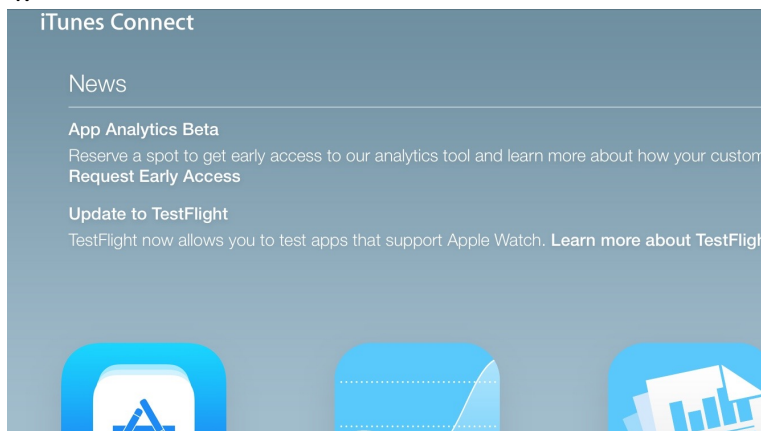 iTunes Connect
News
App Analytics Beta
Reserve a spot to get early access to our analytics tool and learn more about how your custom
Request Early Access
Update to TestFlight
TestFlight now allows you to test apps that support Apple Watch. Learn more about TestFligh